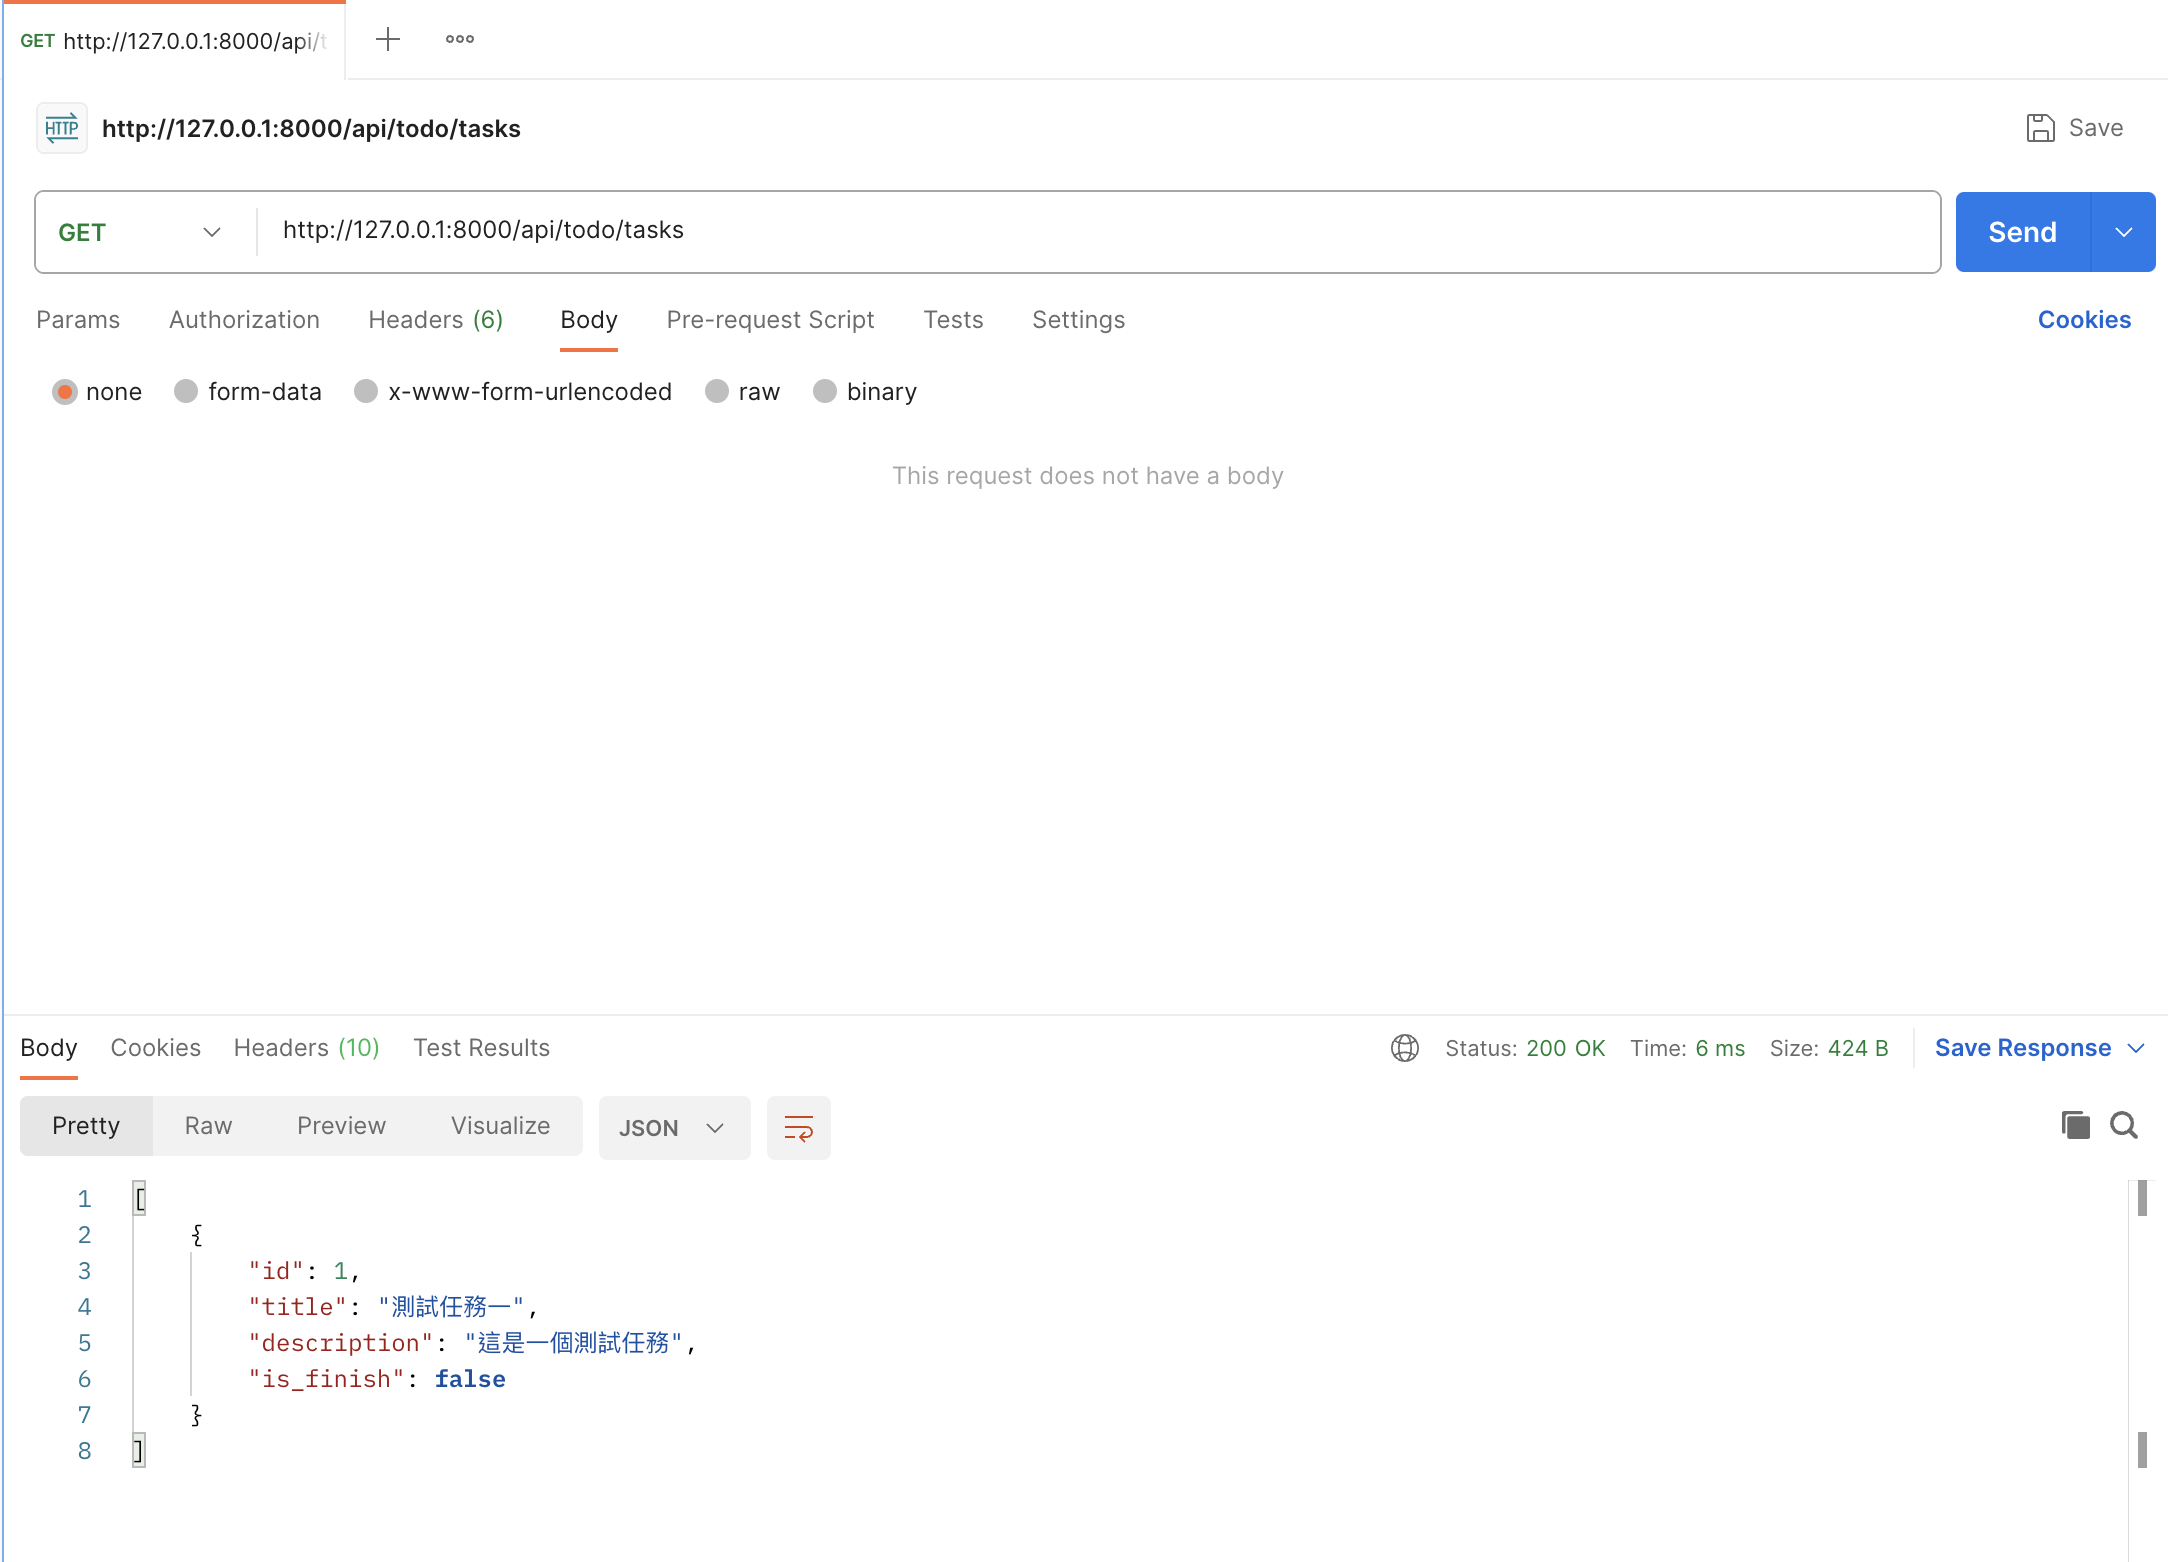 GET http://127.0.0.1:8000/api/t
HTTP http://127.0.0.1:8000/api/todo/tasks
Save
GET http://127.0.0.1:8000/api/todo/tasks
Send
Params Authorization Headers (6) Body Pre-request Script Tests Settings Cookies
none form-data x-www-form-urlencoded raw binary
This request does not have a body
Body Cookies Headers (10) Test Results Status: 200 OK Time: 6 ms Size: 424 B Save Response
Pretty Raw Preview Visualize JSON
1 [
2 {
3 "id": 1,
4 "title": "測試任務一",
5 "description": "這是一個測試任務",
6 "is_finish": false
7 }
8 ]